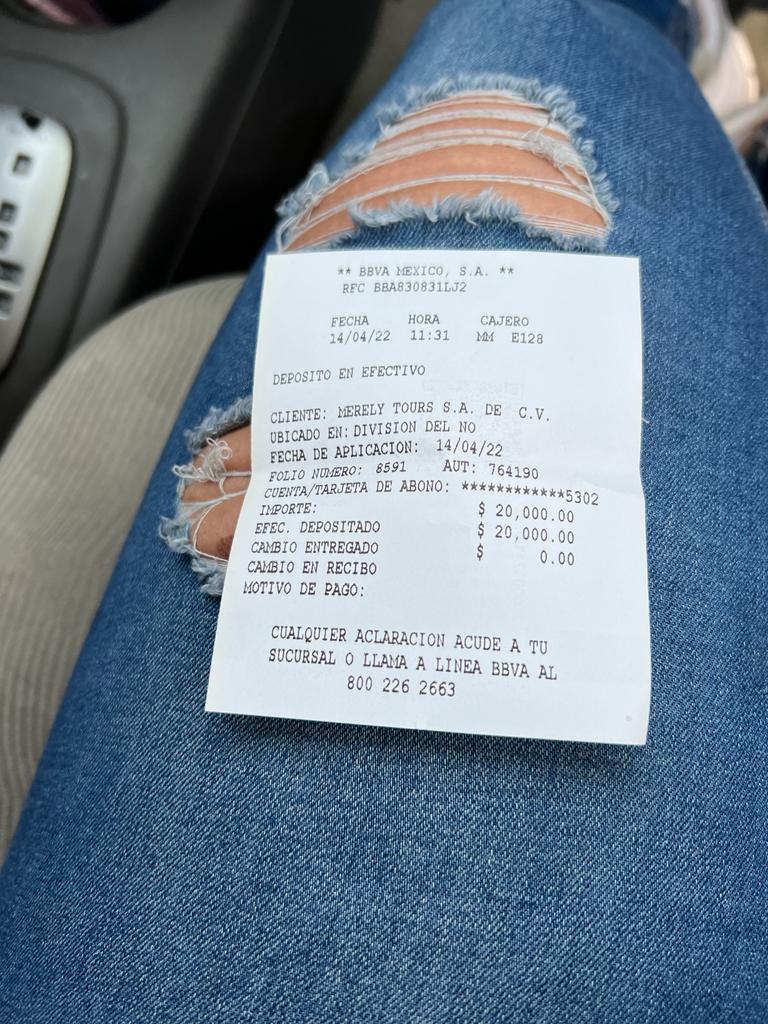 ** BBVA MEXICO, S.A. **
RFC BBA830831LJ2
FECHA HORA CAJERO
14/04/22 11:31 MM E128
DEPOSITO EN EFECTIVO
CLIENTE: MERELY TOURS S.A. DE C.V.
UBICADO EN: DIVISION DEL NO
FECHA DE APLICACION: 14/04/22
FOLIO NUMERO: 8591 AUT: 764190
CUENTA/TARJETA DE ABONO: ************5302
IMPORTE: $ 20,000.00
EFEC. DEPOSITADO $ 20,000.00
CAMBIO ENTREGADO $ 0.00
CAMBIO EN RECIBO
MOTIVO DE PAGO:
CUALQUIER ACLARACION ACUDE A TU
SUCURSAL O LLAMA A LINEA BBVA AL
800 226 2663